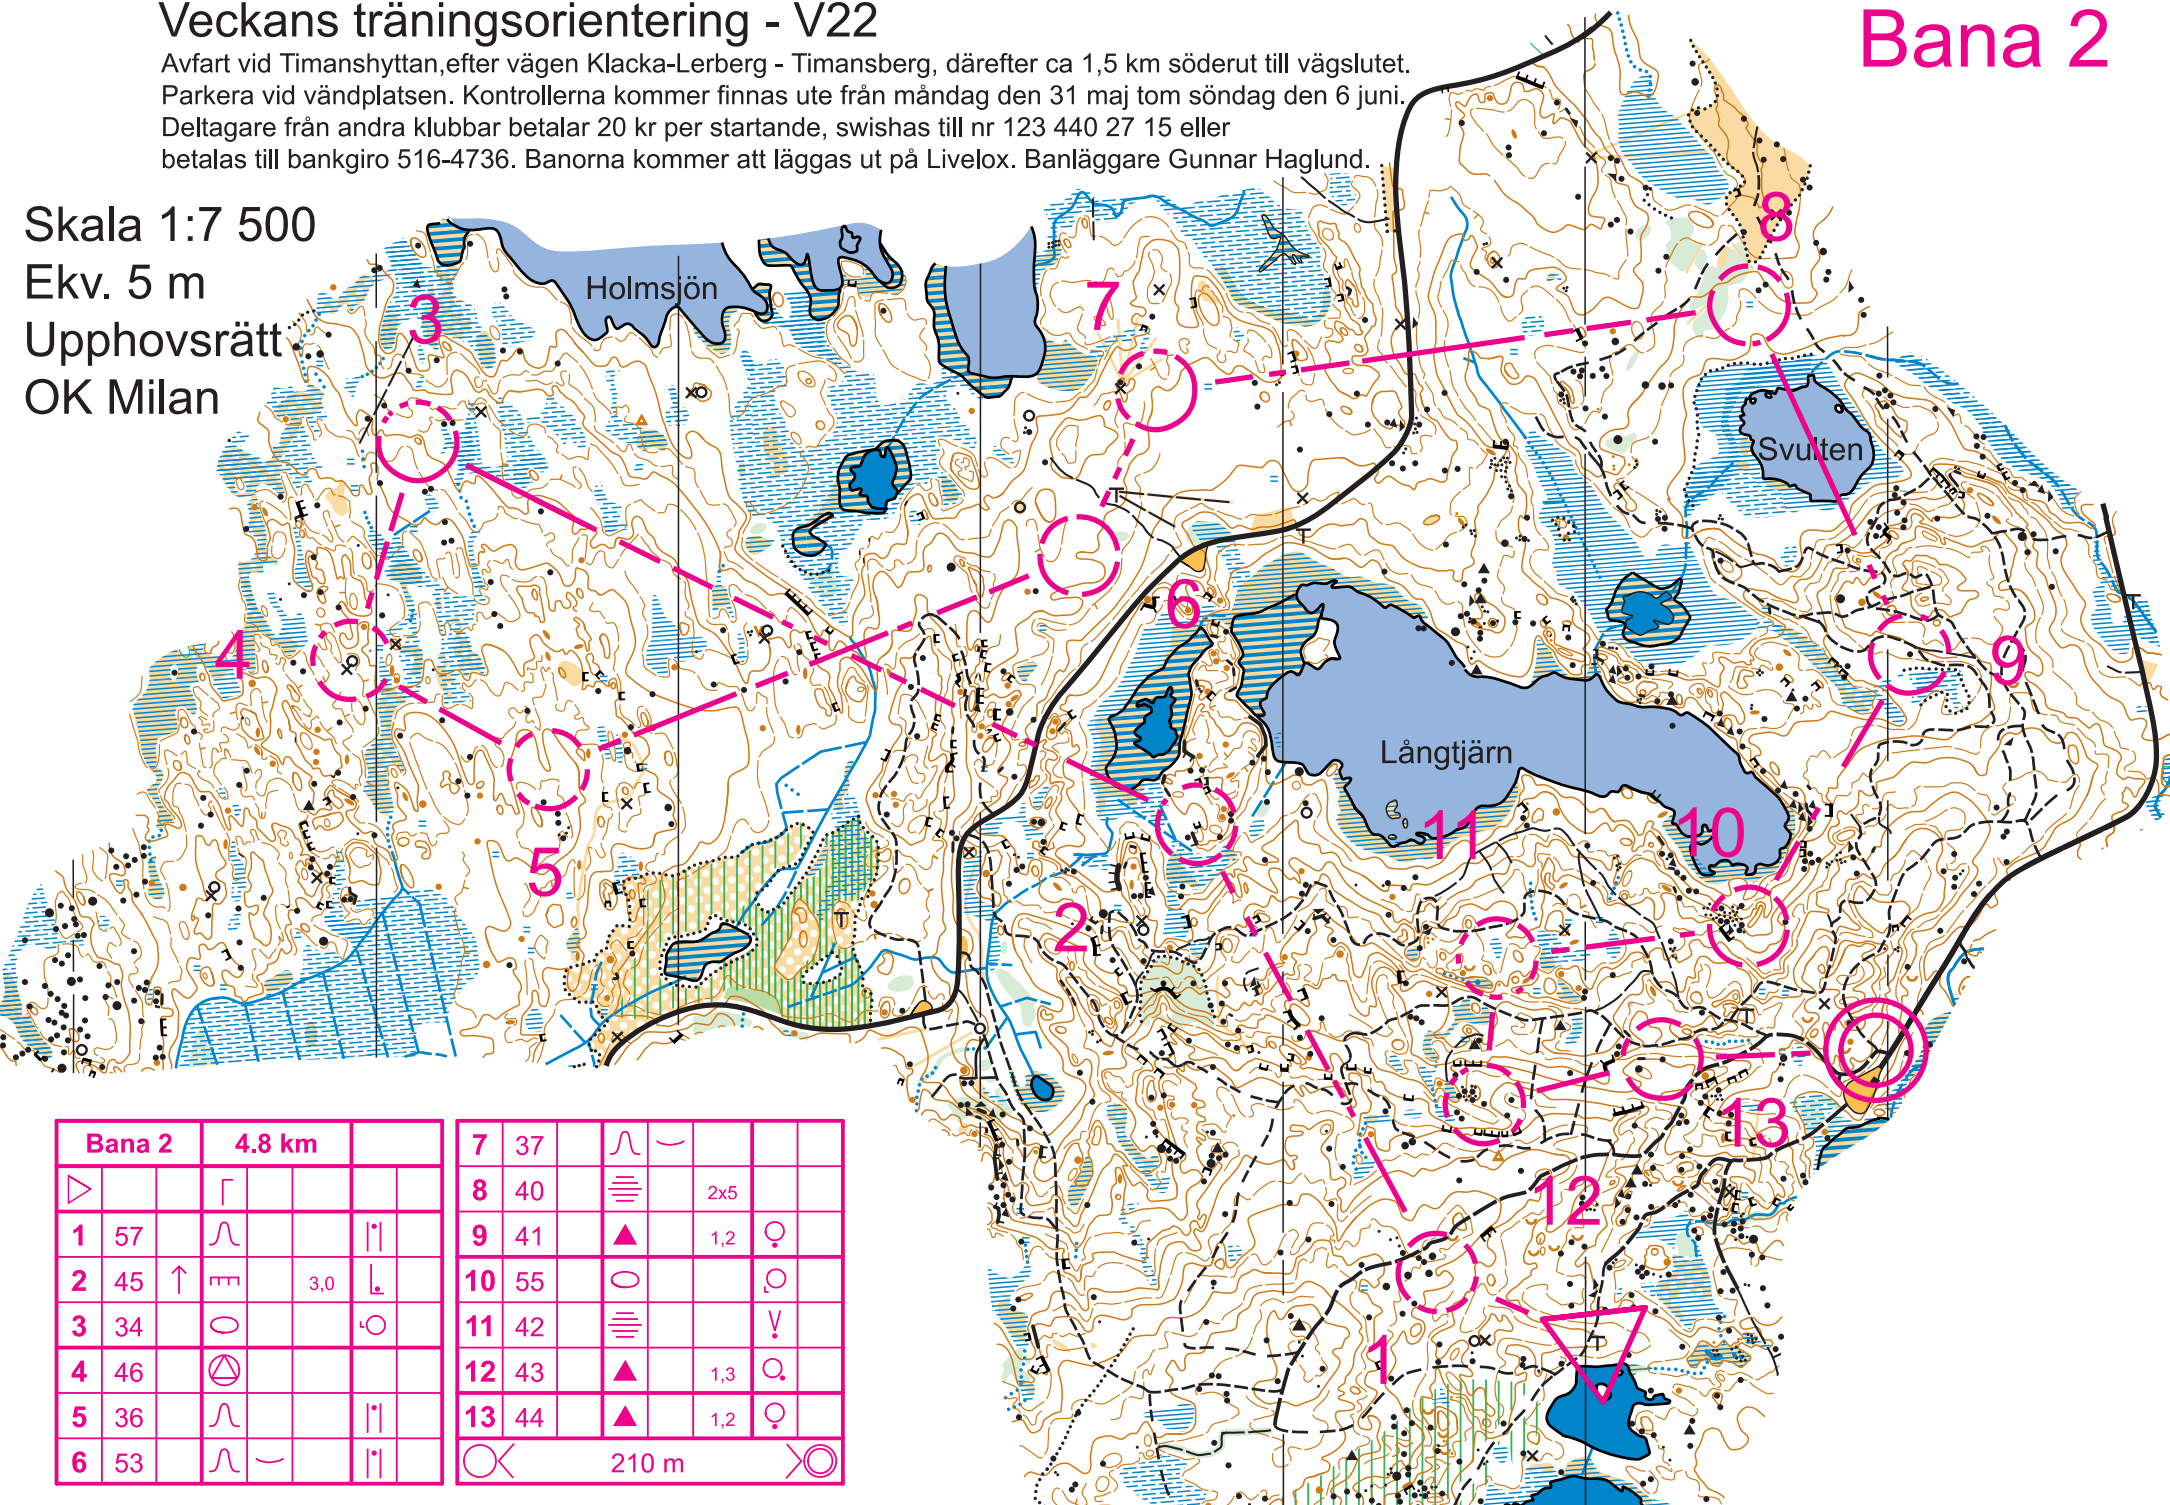 Veckans träningsorientering - V22
Bana 2
Avfart vid Timanshyttan,efter vägen Klacka-Lerberg - Timansberg, därefter ca 1,5 km söderut till vägslutet.
Parkera vid vändplatsen. Kontrollerna kommer finnas ute från måndag den 31 maj tom söndag den 6 juni.
Deltagare från andra klubbar betalar 20 kr per startande, swishas till nr 123 440 27 15 eller
betalas till bankgiro 516-4736. Banorna kommer att läggas ut på Livelox. Banläggare Gunnar Haglund.
Skala 1:7 500
Ekv. 5 m
Upphovsrätt
OK Milan
8
Holmsjön
7
3
Svulten
6
4
9
Långtjärn
11
10
5
2
13
12
1
Bana 2 4.8 km
1 57
2 45 3,0
3 34
4 46
5 36
6 53
7 37
8 40 2x5
9 41 1,2
10 55
11 42
12 43 1,3
13 44 1,2
210 m